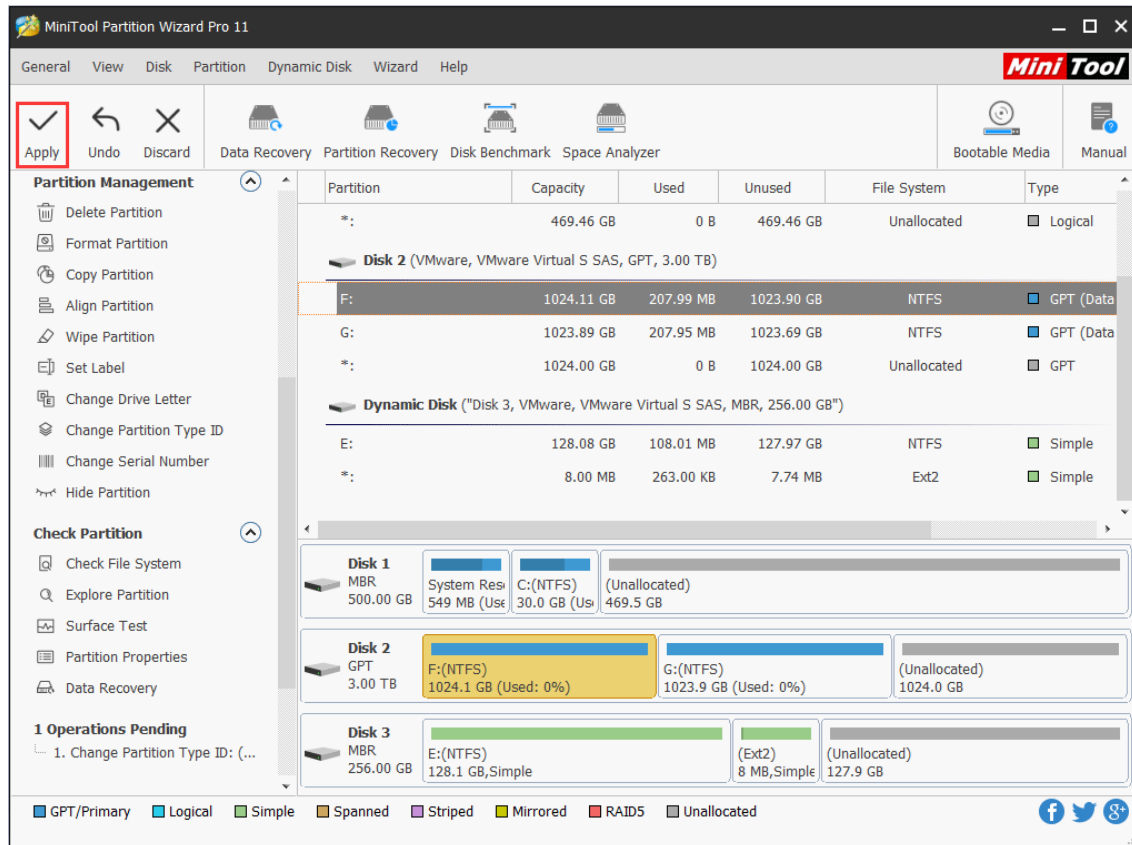 MiniTool Partition Wizard Pro 11
General View Disk Partition Dynamic Disk Wizard Help
Mini Tool
Apply Undo Discard Data Recovery Partition Recovery Disk Benchmark Space Analyzer Bootable Media Manual
Partition Management
Delete Partition
Format Partition
Copy Partition
Align Partition
Wipe Partition
Set Label
Change Drive Letter
Change Partition Type ID
Change Serial Number
Hide Partition
Check Partition
Check File System
Explore Partition
Surface Test
Partition Properties
Data Recovery
1 Operations Pending
1. Change Partition Type ID: (...
Partition Capacity Used Unused File System Type
*: 469.46 GB 0 B 469.46 GB Unallocated Logical
Disk 2 (VMware, VMware Virtual S SAS, GPT, 3.00 TB)
F: 1024.11 GB 207.99 MB 1023.90 GB NTFS GPT (Data
G: 1023.89 GB 207.95 MB 1023.69 GB NTFS GPT (Data
*: 1024.00 GB 0 B 1024.00 GB Unallocated GPT
Dynamic Disk ("Disk 3, VMware, VMware Virtual S SAS, MBR, 256.00 GB")
E: 128.08 GB 108.01 MB 127.97 GB NTFS Simple
*: 8.00 MB 263.00 KB 7.74 MB Ext2 Simple
Disk 1
MBR
500.00 GB
System Res
549 MB (Use
C:(NTFS)
30.0 GB (Us
(Unallocated)
469.5 GB
Disk 2
GPT
3.00 TB
F:(NTFS)
1024.1 GB (Used: 0%)
G:(NTFS)
1023.9 GB (Used: 0%)
(Unallocated)
1024.0 GB
Disk 3
MBR
256.00 GB
E:(NTFS)
128.1 GB,Simple
(Ext2)
8 MB,Simple
(Unallocated)
127.9 GB
GPT/Primary Logical Simple Spanned Striped Mirrored RAID5 Unallocated